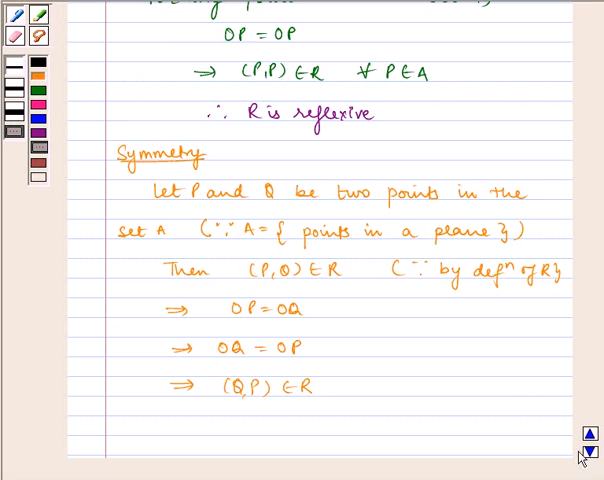 OP = OP
⇒ (P,P) ∈ R ∀ P ∈ A
∴ R is reflexive
Symmetry
Let P and Q be two points in the
set A (∵ A = { points in a plane })
Then (P,Q) ∈ R (∵ by defⁿ of R}
⇒ OP = OQ
⇒ OQ = OP
⇒ (Q,P) ∈ R